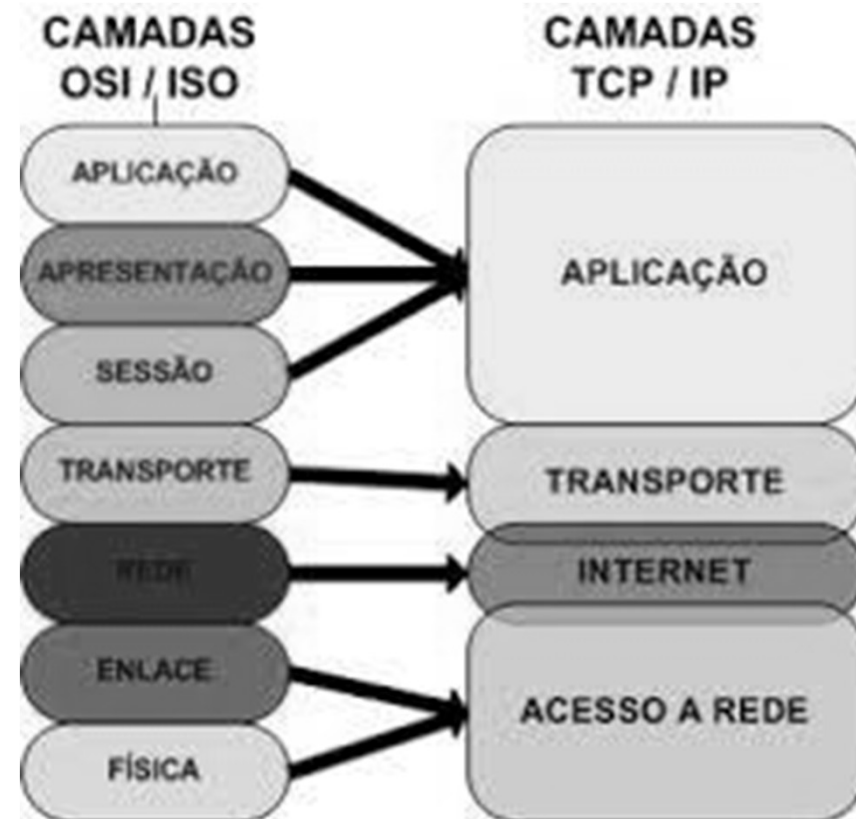 CAMADAS
OSI / ISO
APLICAÇÃO
APRESENTAÇÃO
SESSÃO
TRANSPORTE
REDE
ENLACE
FÍSICA
CAMADAS
TCP / IP
APLICAÇÃO
TRANSPORTE
INTERNET
ACESSO A REDE